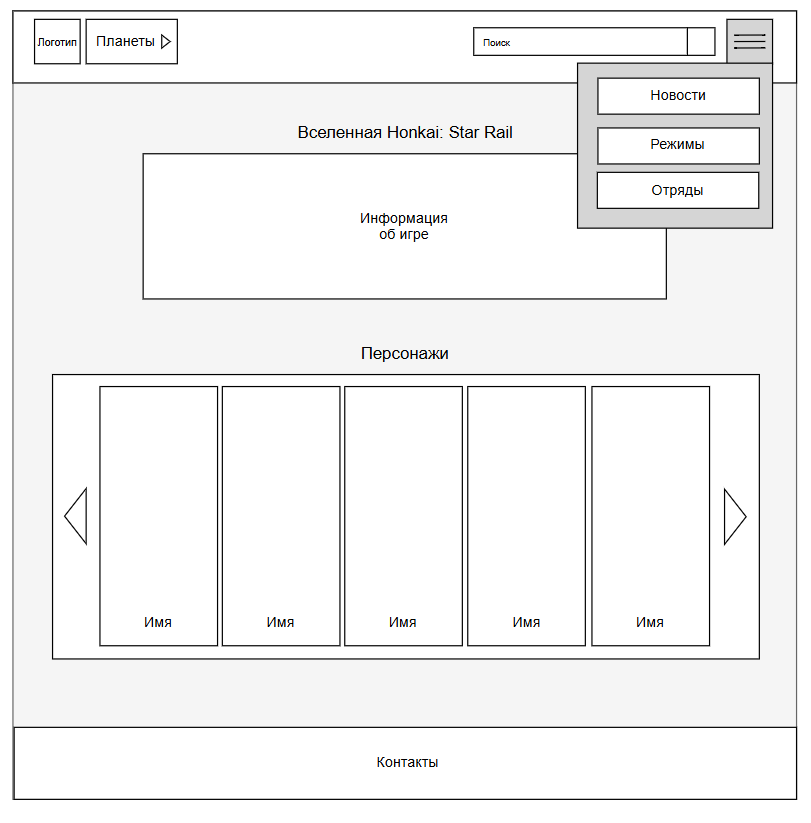 Логотип
Планеты
Поиск
Новости
Режимы
Отряды
Вселенная Honkai: Star Rail
Информация
об игре
Персонажи
Имя
Имя
Имя
Имя
Имя
Контакты